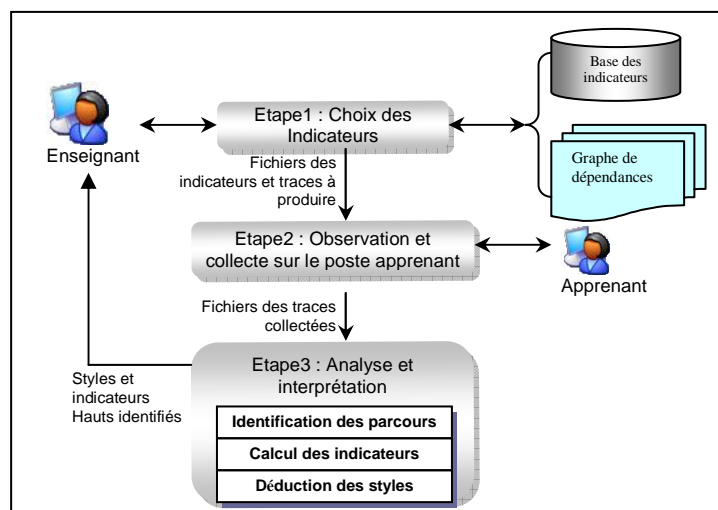 Base des
indicateurs
Etape1 : Choix des
Indicateurs
Enseignant
Graphe de
dépendances
Fichiers des
indicateurs et traces à
produire
Etape2 : Observation et
collecte sur le poste apprenant
Apprenant
Fichiers des traces
collectées
Etape3 : Analyse et
interprétation
Styles et
indicateurs
Hauts identifiés
Identification des parcours
Calcul des indicateurs
Déduction des styles